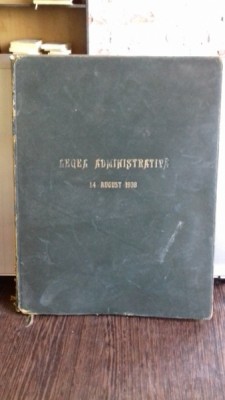 LEGEA ADMINISTRATIVĂ
14 AUGUST 1938